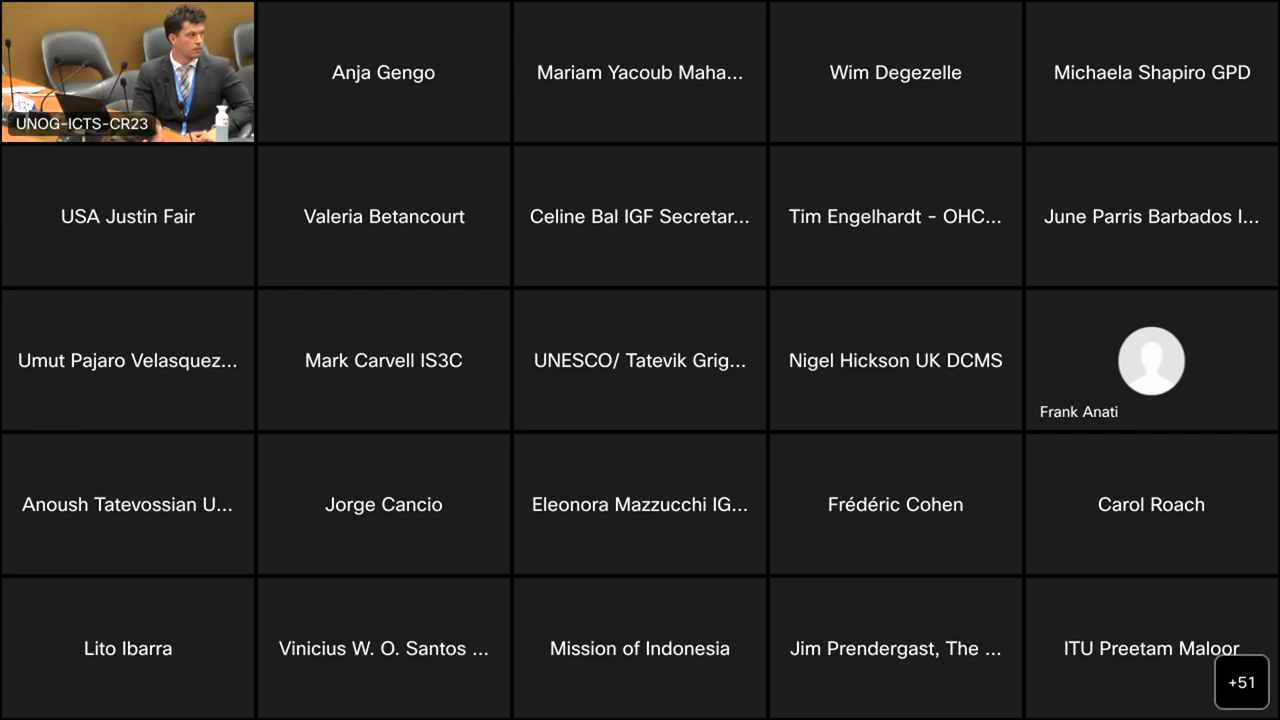 UNOG-ICTS-CR23
Anja Gengo
Mariam Yacoub Maha...
Wim Degezelle
Michaela Shapiro GPD
USA Justin Fair
Valeria Betancourt
Celine Bal IGF Secretar...
Tim Engelhardt - OHC...
June Parris Barbados I...
Umut Pajaro Velasquez...
Mark Carvell IS3C
UNESCO/ Tatevik Grig...
Nigel Hickson UK DCMS
Frank Anati
Anoush Tatevossian U...
Jorge Cancio
Eleonora Mazzucchi IG...
Frédéric Cohen
Carol Roach
Lito Ibarra
Vinicius W. O. Santos ...
Mission of Indonesia
Jim Prendergast, The ...
ITU Preetam Maloor
+51